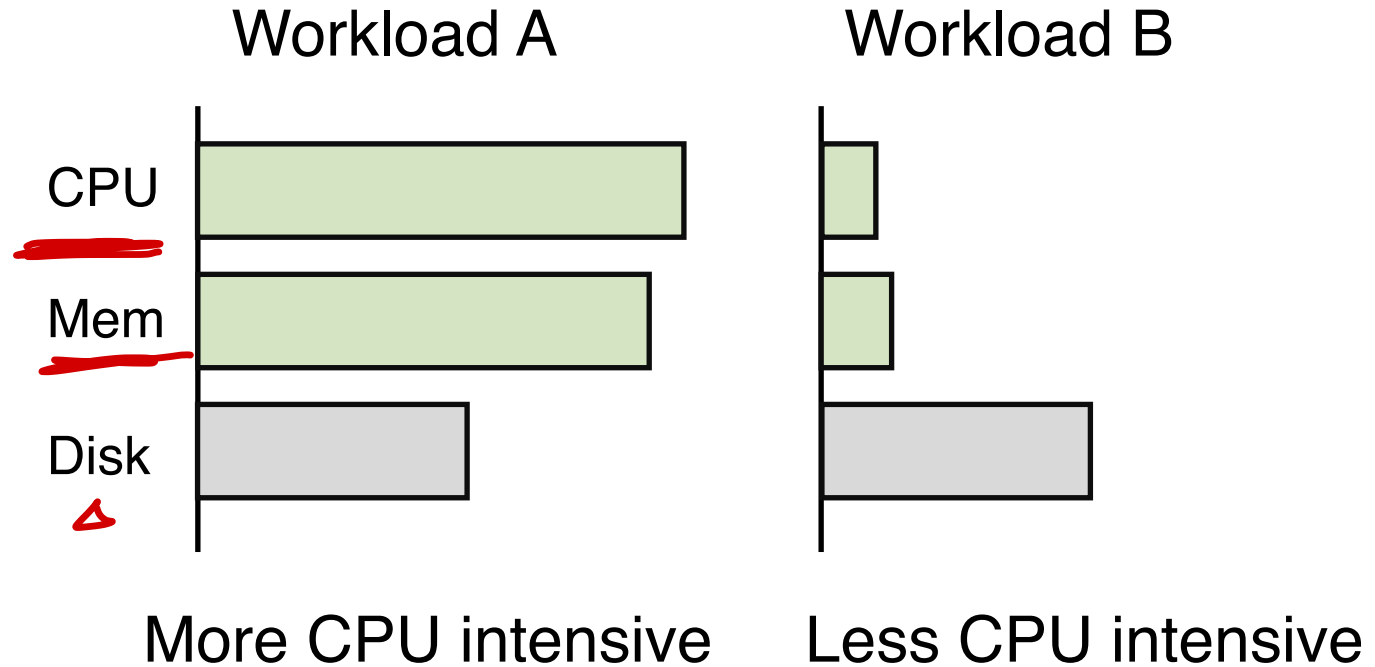 Workload A
Workload B
CPU
Mem
Disk
More CPU intensive
Less CPU intensive